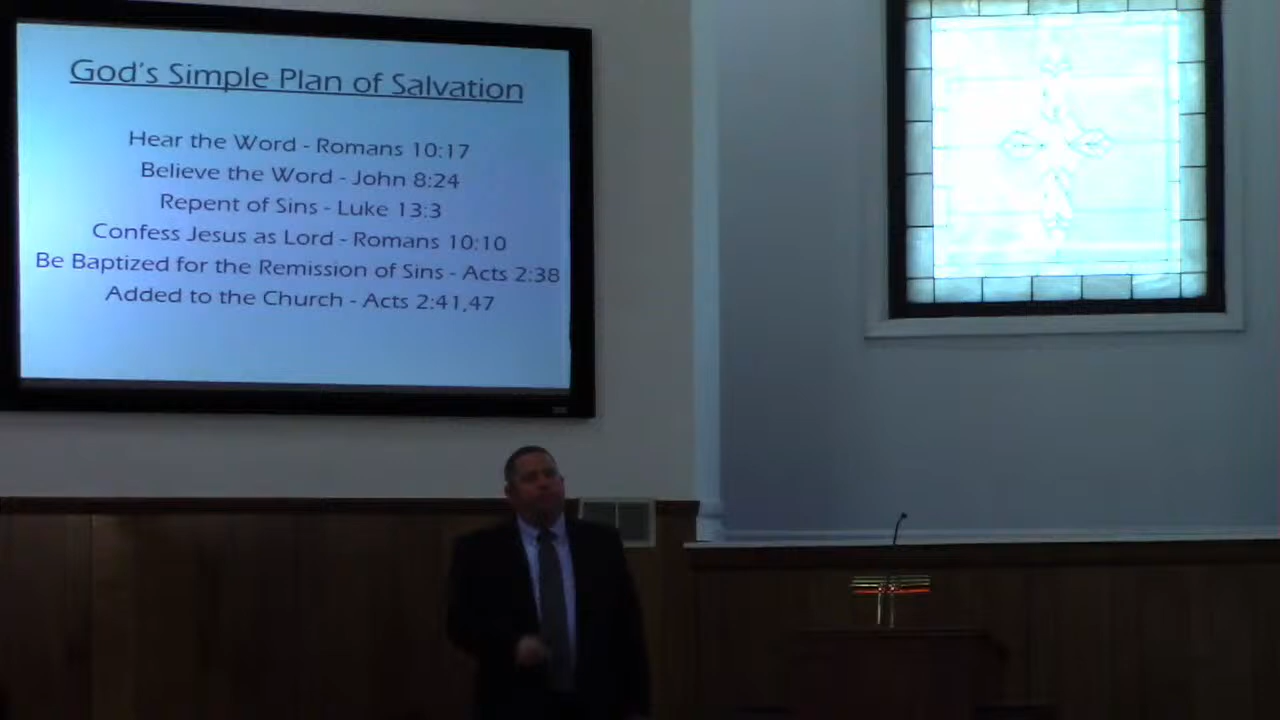 God's Simple Plan of Salvation
Hear the Word - Romans 10:17
Believe the Word - John 8:24
Repent of Sins - Luke 13:3
Confess Jesus as Lord - Romans 10:10
Be Baptized for the Remission of Sins - Acts 2:38
Added to the Church - Acts 2:41,47